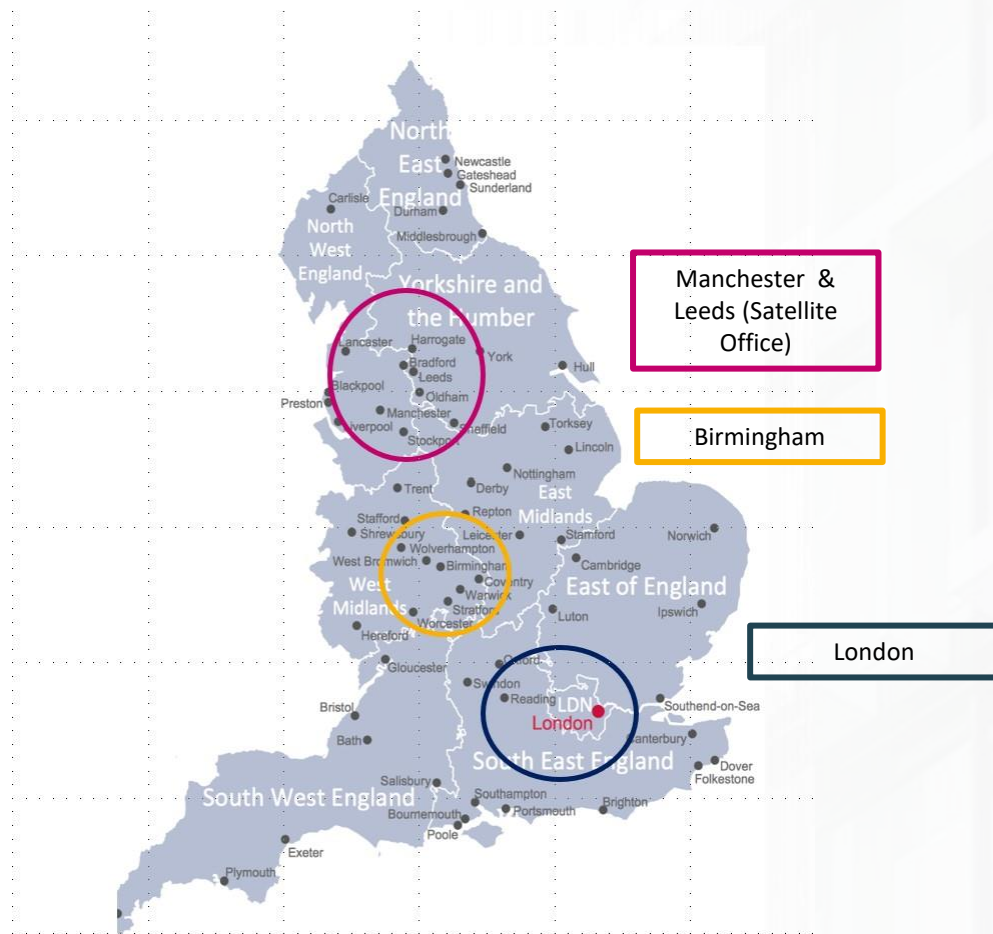 North
East
England
Newcastle
Gateshead
Sunderland
Carlisle
Durham
North
West
England
Middlesbrough
Yorkshire and
the Humber
Manchester &
Leeds (Satellite
Office)
Lancaster
Harrogate
York
Bradford
Leeds
Hull
Blackpool
Oldham
Preston
Manchester
Liverpool
Sheffield
Stockport
Torksey
Birmingham
Lincoln
Nottingham
Trent
Derby
East
Midlands
Repton
Stafford
Shrewsbury
Leicester
Stamford
Norwich
Wolverhampton
West Bromwich
Birmingham
Cambridge
Coventry
West
Midlands
Warwick
East of England
Stratford
Worcester
Luton
Ipswich
Hereford
London
Gloucester
Oxford
Swindon
Reading
LDN
London
Southend-on-Sea
Bristol
Bath
Canterbury
South East England
Dover
Folkestone
Salisbury
South West England
Southampton
Bournemouth
Portsmouth
Brighton
Poole
Exeter
Plymouth